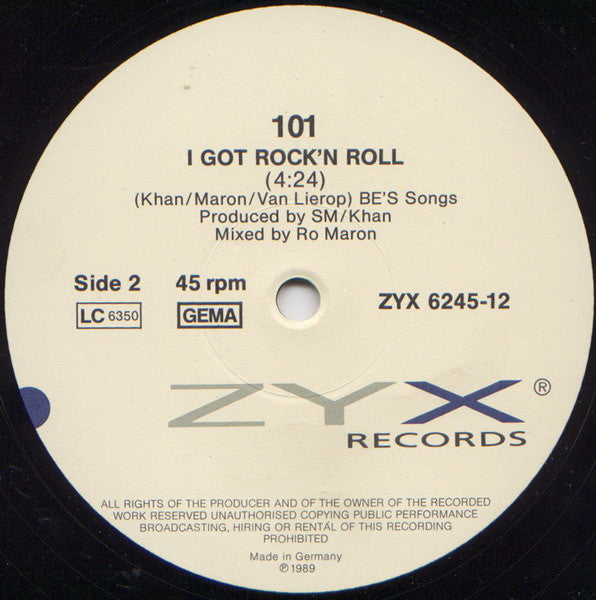 101
I GOT ROCK'N ROLL
(4:24)
(Khan/Maron/Van Lierop) BE'S Songs
Produced by SM/Khan
Mixed by Ro Maron
Side 2 45 rpm
LC 6350 GEMA ZYX 6245-12
ZYX ®
RECORDS
ALL RIGHTS OF THE PRODUCER AND OF THE OWNER OF THE RECORDED
WORK RESERVED UNAUTHORISED COPYING PUBLIC PERFORMANCE
BROADCASTING, HIRING OR RENTAL OF THIS RECORDING
PROHIBITED
Made in Germany
℗ 1989